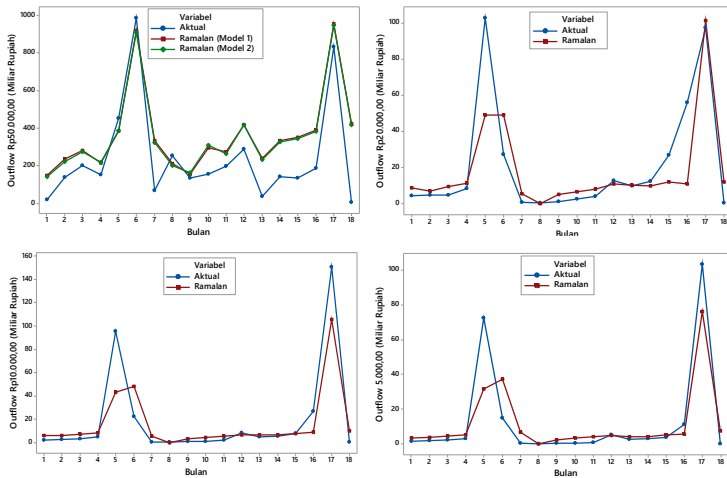 Outflow Rp50.000,00 (Miliar Rupiah)
1000
800
600
400
200
0
Variabel
Aktual
Ramalan (Model 1)
Ramalan (Model 2)
1 2 3 4 5 6 7 8 9 10 11 12 13 14 15 16 17 18
Bulan
Outflow Rp20.000,00 (Miliar Rupiah)
100
80
60
40
20
0
Variabel
Aktual
Ramalan
1 2 3 4 5 6 7 8 9 10 11 12 13 14 15 16 17 18
Bulan
Outflow Rp10.000,00 (Miliar Rupiah)
160
140
120
100
80
60
40
20
0
Variabel
Aktual
Ramalan
1 2 3 4 5 6 7 8 9 10 11 12 13 14 15 16 17 18
Bulan
Outflow 5.000,00 (Miliar Rupiah)
100
80
60
40
20
0
Variabel
Aktual
Ramalan
1 2 3 4 5 6 7 8 9 10 11 12 13 14 15 16 17 18
Bulan